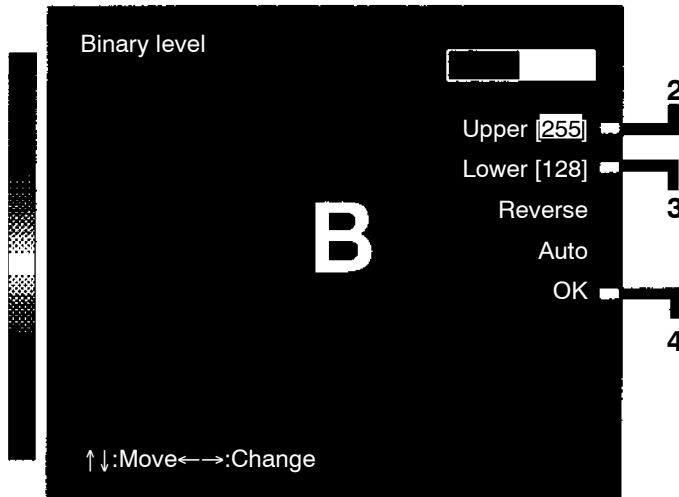 Binary level
2
Upper [255]
Lower [128]
3
Reverse
B
Auto
OK
4
↑↓:Move←→:Change